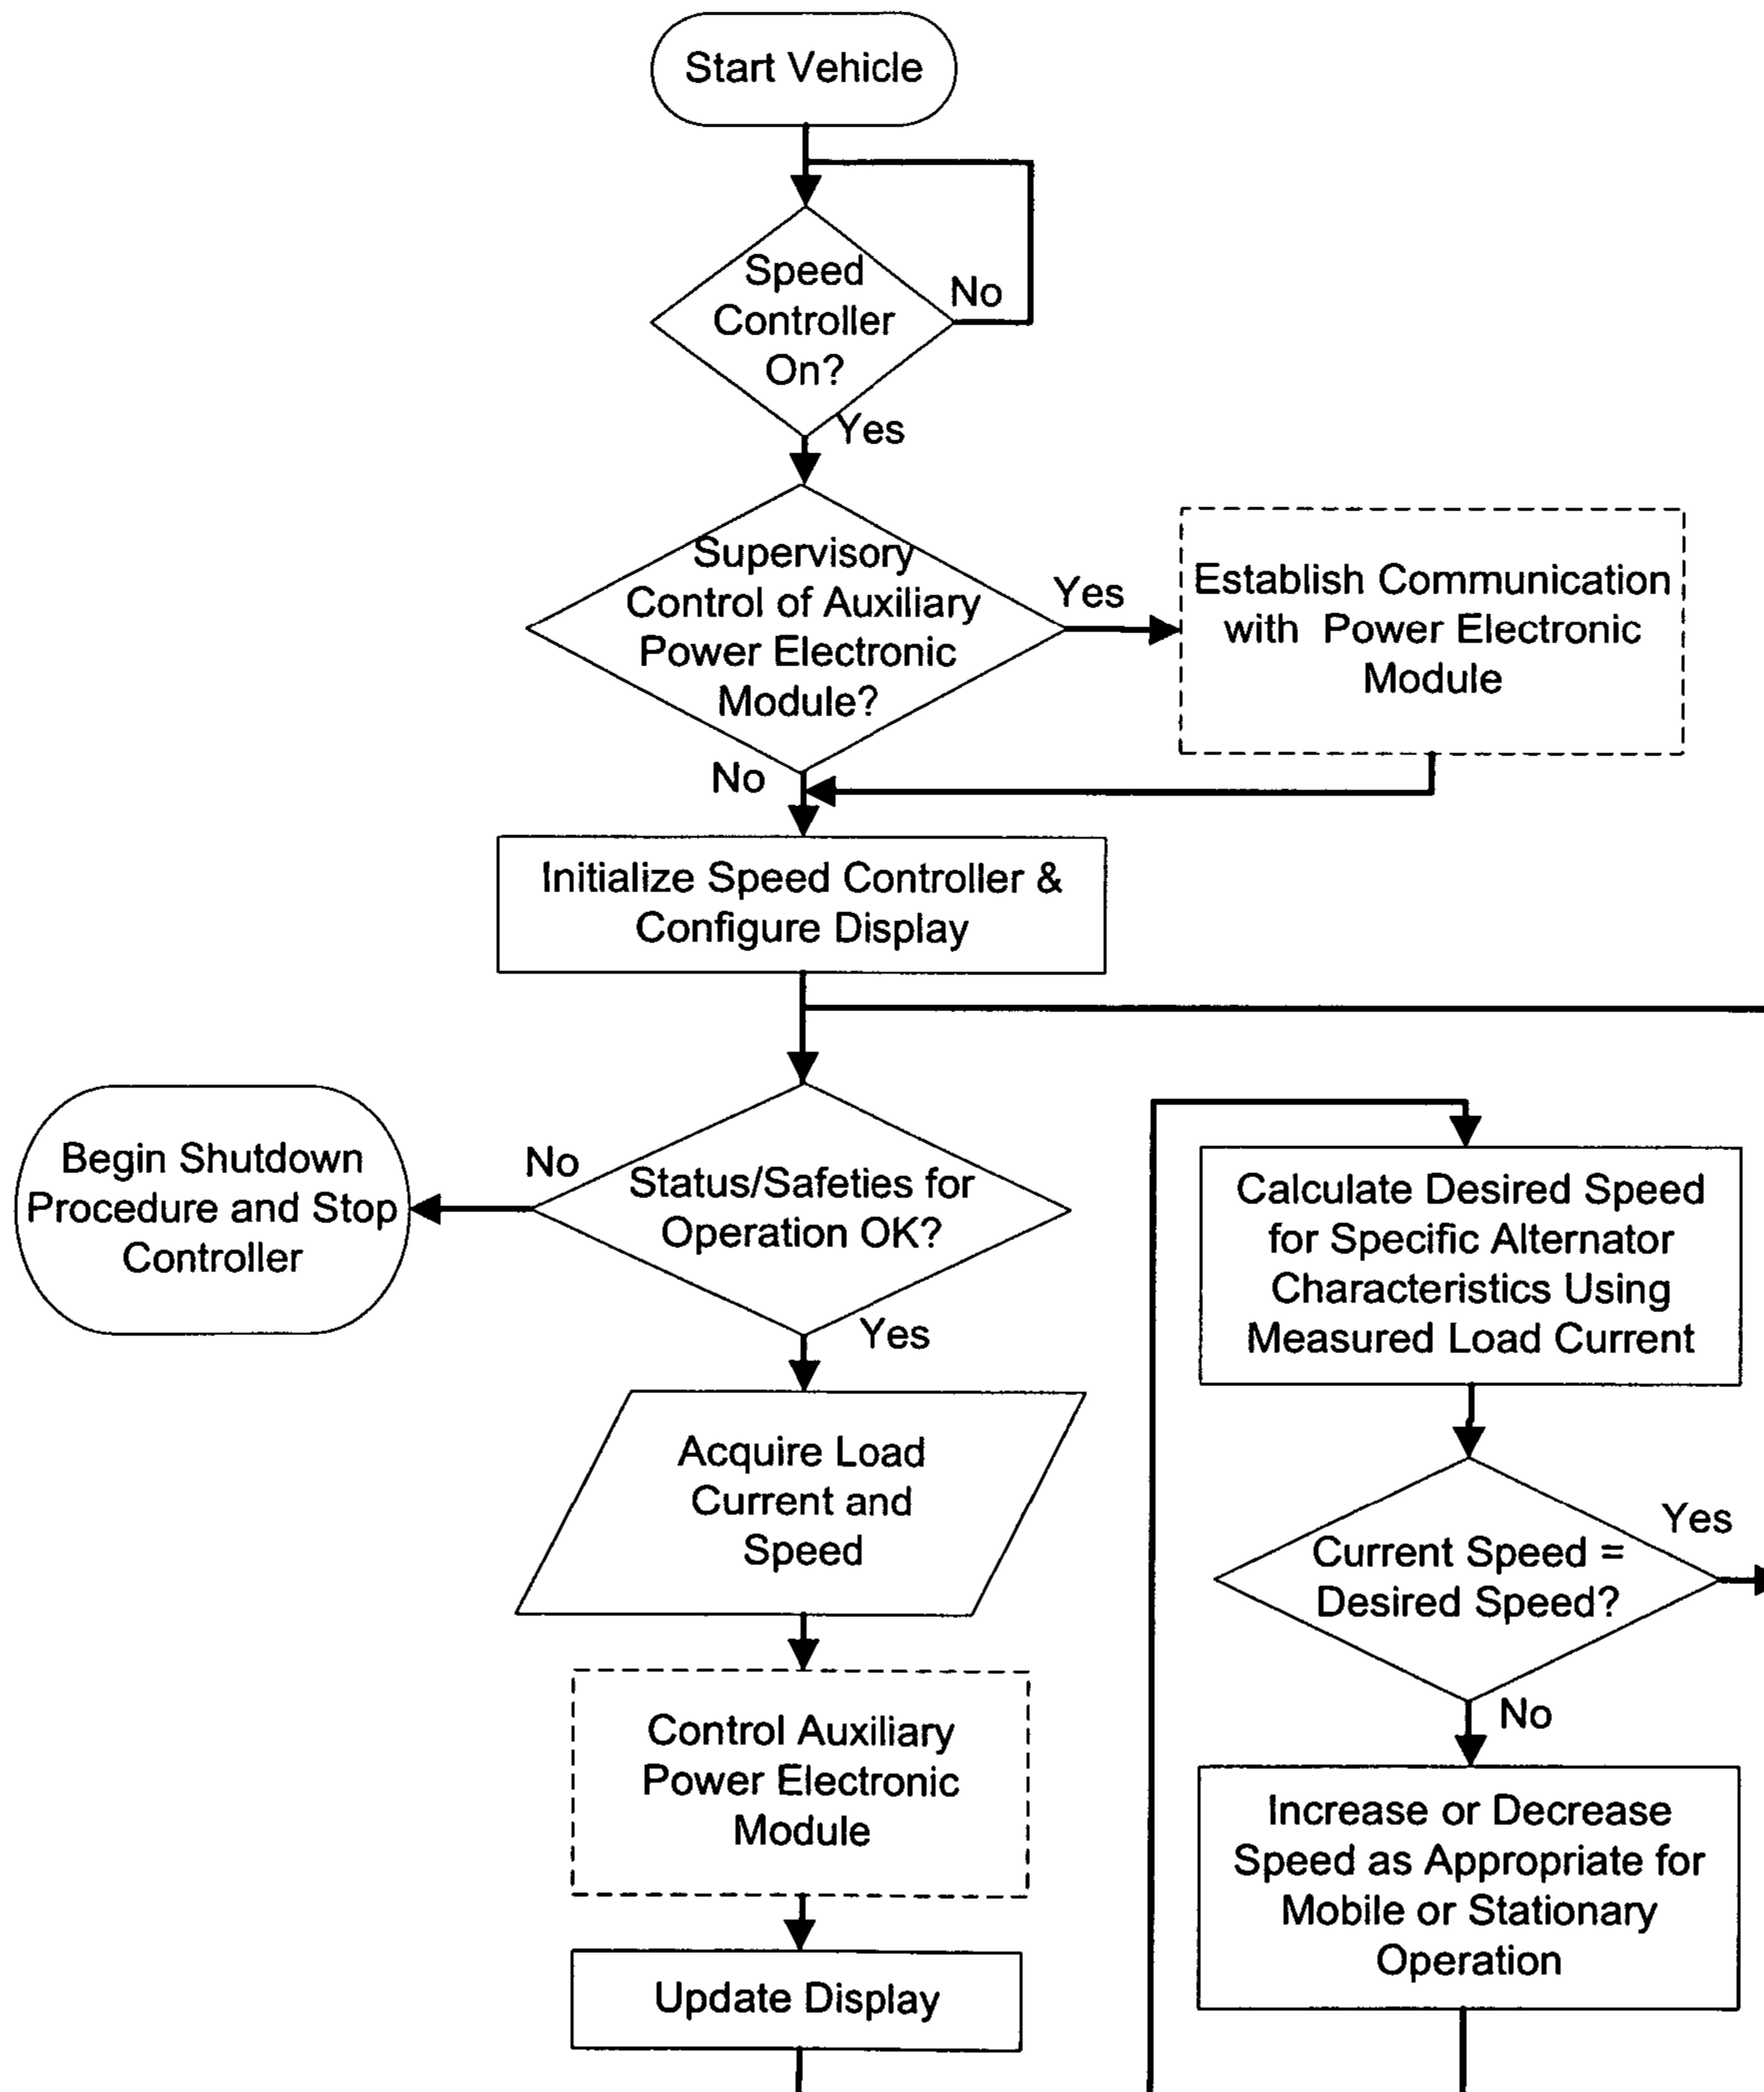 Start Vehicle
Speed
Controller
On?
No
Yes
Supervisory
Control of Auxiliary
Power Electronic
Module?
Yes
No
Establish Communication
with Power Electronic
Module
Initialize Speed Controller &
Configure Display
Status/Safeties for
Operation OK?
No
Begin Shutdown
Procedure and Stop
Controller
Yes
Acquire Load
Current and
Speed
Control Auxiliary
Power Electronic
Module
Update Display
Calculate Desired Speed
for Specific Alternator
Characteristics Using
Measured Load Current
Current Speed =
Desired Speed?
Yes
No
Increase or Decrease
Speed as Appropriate for
Mobile or Stationary
Operation